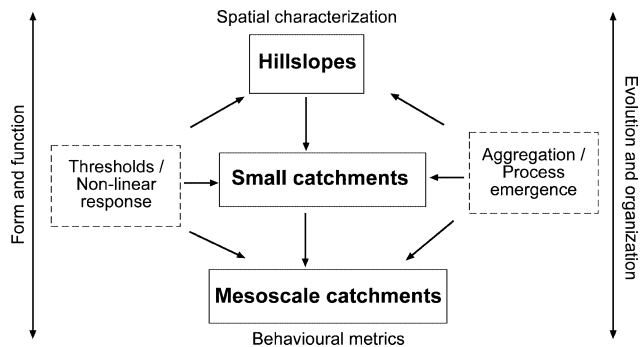 Spatial characterization
Hillslopes
Form and function
Thresholds /
Non-linear
response
Small catchments
Aggregation /
Process
emergence
Evolution and organization
Mesoscale catchments
Behavioural metrics